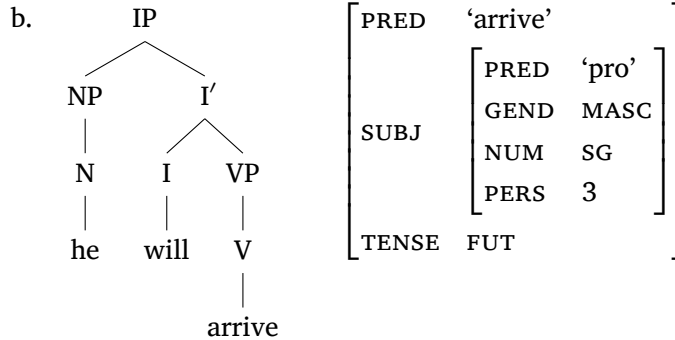 b.
IP
NP I′
N I VP
he will V
arrive
PRED ‘arrive’
SUBJ
PRED ‘pro’
GEND MASC
NUM SG
PERS 3
TENSE FUT